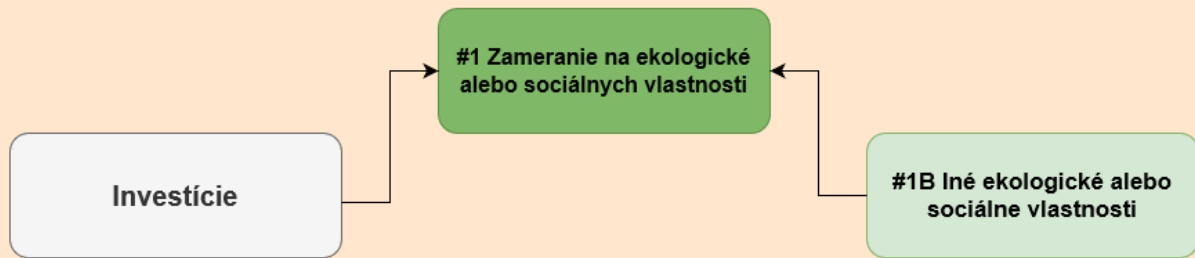 #1 Zameranie na ekologické
alebo sociálnych vlastnosti
Investície
#1B Iné ekologické alebo
sociálne vlastnosti